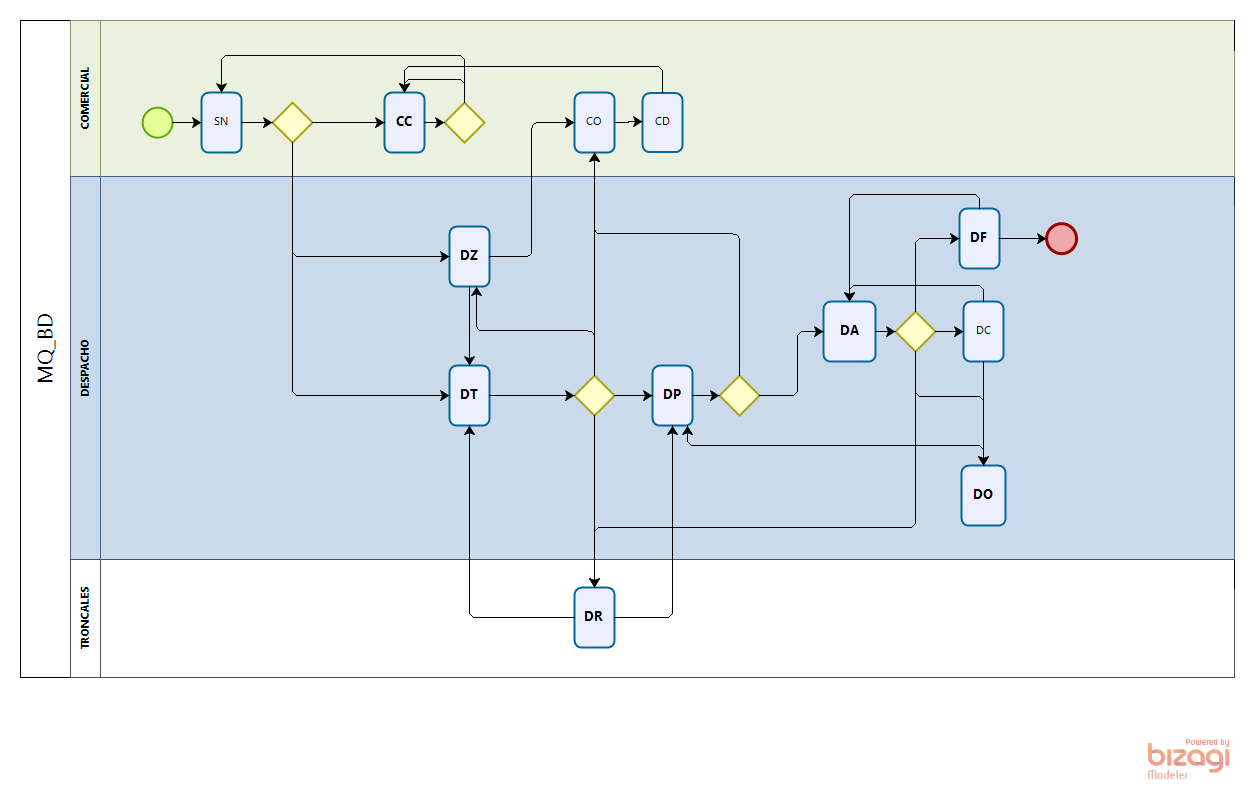 MQ_BD
COMERCIAL
SN
CC
CO
CD
DESPACHO
DZ
DF
DA
DC
DT
DP
DO
TRONCALES
DR
Powered by
bizagi
Modeler